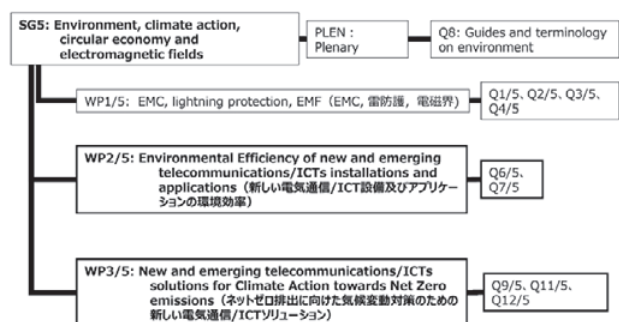 SG5: Environment, climate action,
circular economy and
electromagnetic fields
PLEN :
Plenary
Q8: Guides and terminology
on environment
WP1/5: EMC, lightning protection, EMF（EMC, 雷防護，電磁界)
Q1/5、Q2/5、Q3/5、
Q4/5
WP2/5: Environmental Efficiency of new and emerging
telecommunications/ICTs installations and
applications（新しい電気通信/ICT設備及びアプリケー
ションの環境効率）
Q6/5、
Q7/5
WP3/5: New and emerging telecommunications/ICTs
solutions for Climate Action towards Net Zero
emissions（ネットゼロ排出に向けた気候変動対策のための
新しい電気通信/ICTソリューション）
Q9/5、Q11/5、
Q12/5